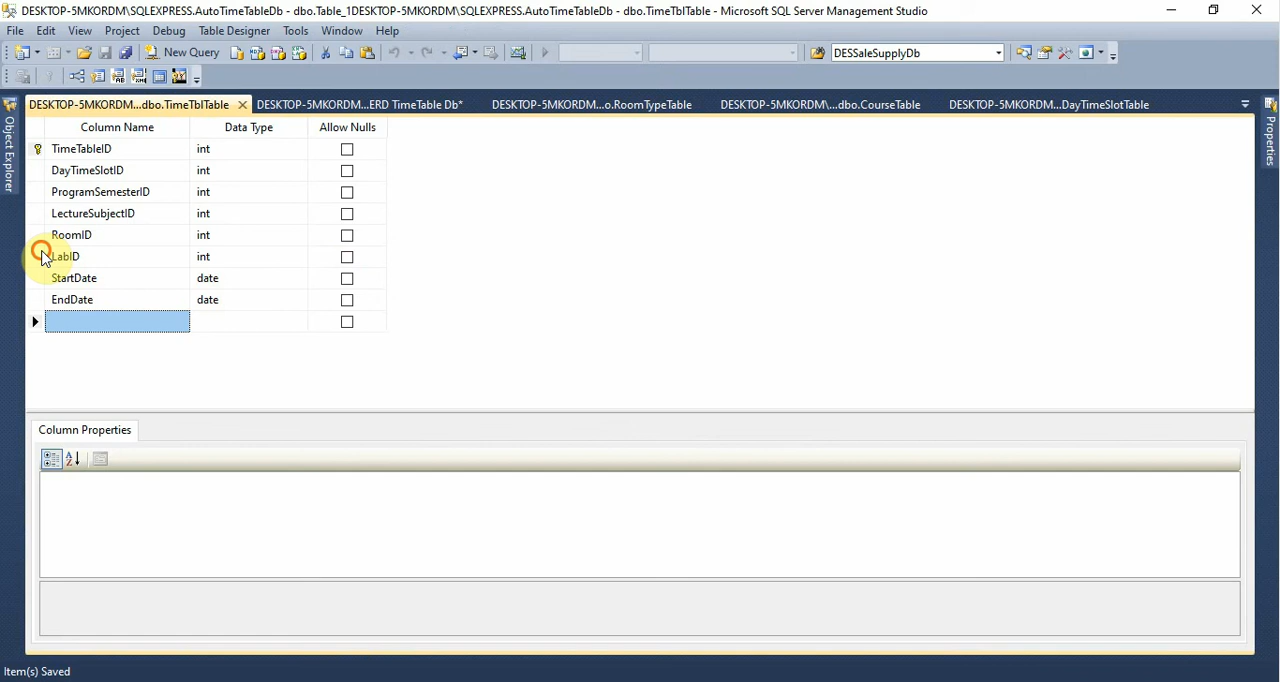 DESKTOP-5MKORDM\SQLEXPRESS.AutoTimeTableDb - dbo.Table_1DESKTOP-5MKORDM\SQLEXPRESS.AutoTimeTableDb - dbo.TimeTblTable - Microsoft SQL Server Management Studio
File Edit View Project Debug Table Designer Tools Window Help
New Query DESSaleSupplyDb
DESKTOP-5MKORDM...dbo.TimeTblTable DESKTOP-5MKORDM...ERD TimeTable Db* DESKTOP-5MKORDM...o.RoomTypeTable DESKTOP-5MKORDM\...dbo.CourseTable DESKTOP-5MKORDM...DayTimeSlotTable
Object Explorer
Properties
Column Name Data Type Allow Nulls
TimeTableID int
DayTimeSlotID int
ProgramSemesterID int
LectureSubjectID int
RoomID int
LabID int
StartDate date
EndDate date
Column Properties
Item(s) Saved